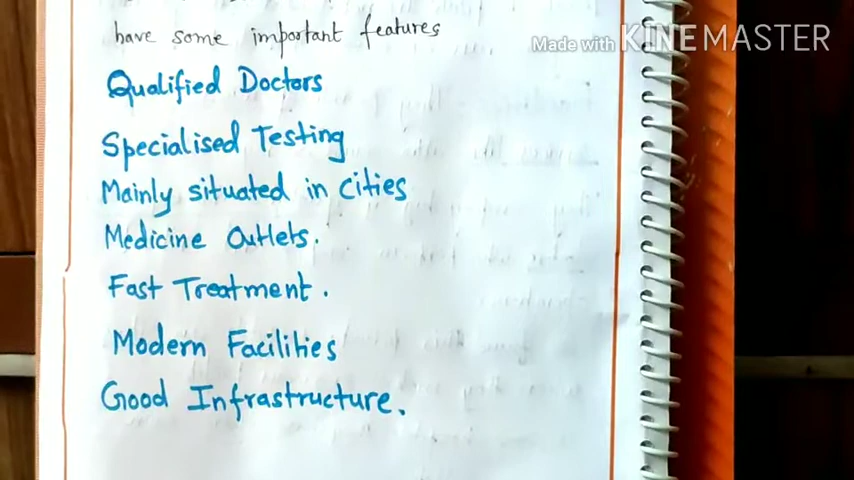 have some important features
Made with KINEMASTER
Qualified Doctors
Specialised Testing
Mainly situated in cities
Medicine Outlets.
Fast Treatment.
Modern Facilities
Good Infrastructure.